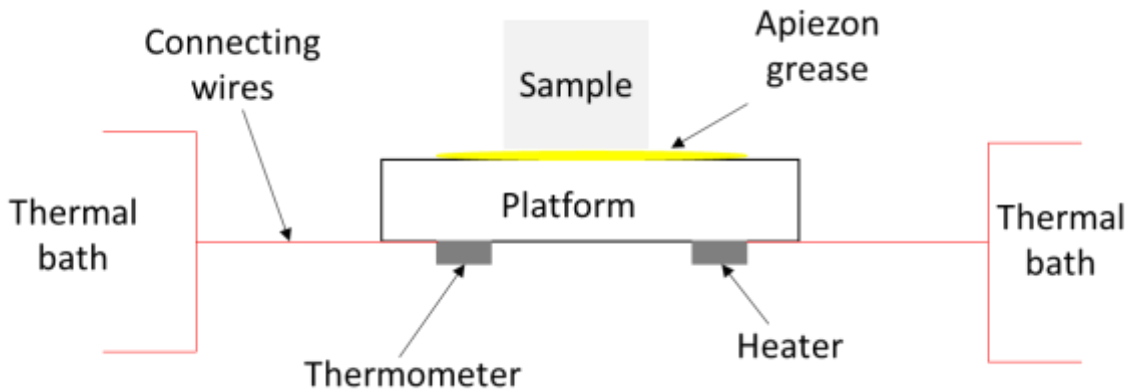 Connecting
wires
Apiezon
grease
Sample
Thermal
bath
Platform
Thermal
bath
Thermometer
Heater